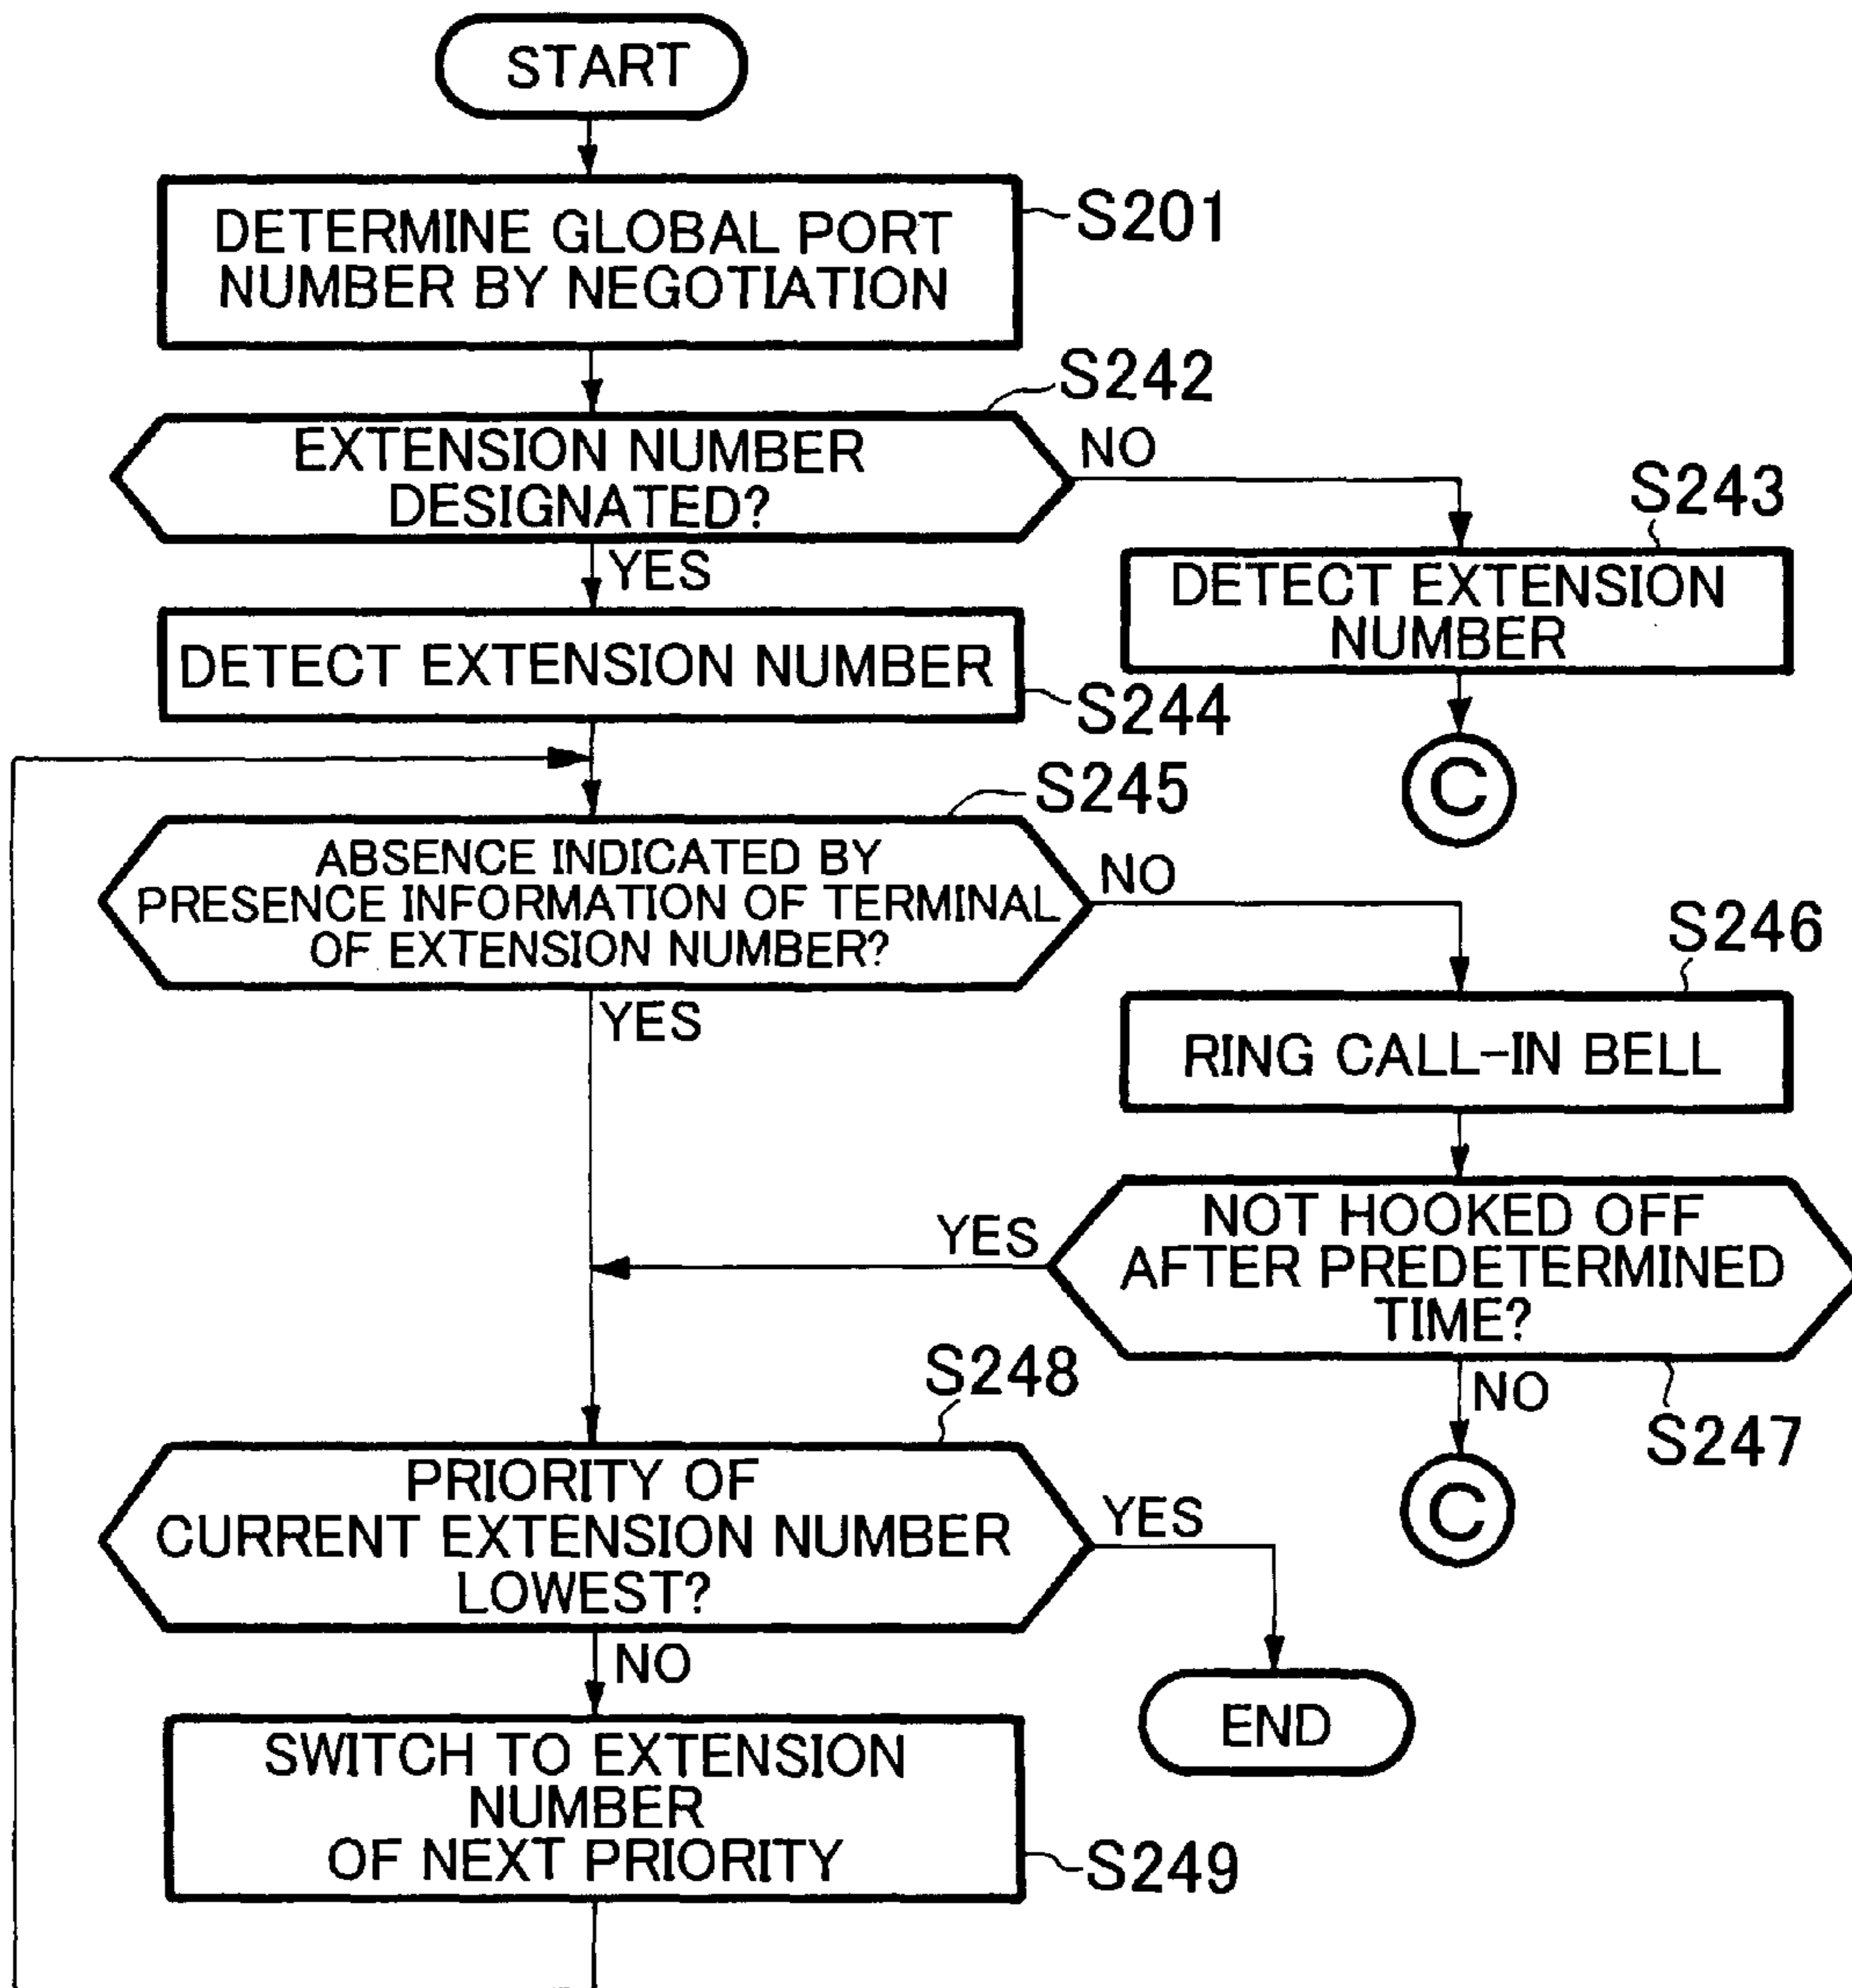 START
DETERMINE GLOBAL PORT
NUMBER BY NEGOTIATION
S201
S242
EXTENSION NUMBER
DESIGNATED?
NO
YES
S243
DETECT EXTENSION
NUMBER
DETECT EXTENSION NUMBER
S244
C
S245
ABSENCE INDICATED BY
PRESENCE INFORMATION OF TERMINAL
OF EXTENSION NUMBER?
NO
YES
S246
RING CALL-IN BELL
NOT HOOKED OFF
AFTER PREDETERMINED
TIME?
YES
NO
S247
C
S248
PRIORITY OF
CURRENT EXTENSION NUMBER
LOWEST?
YES
NO
END
SWITCH TO EXTENSION
NUMBER
OF NEXT PRIORITY
S249